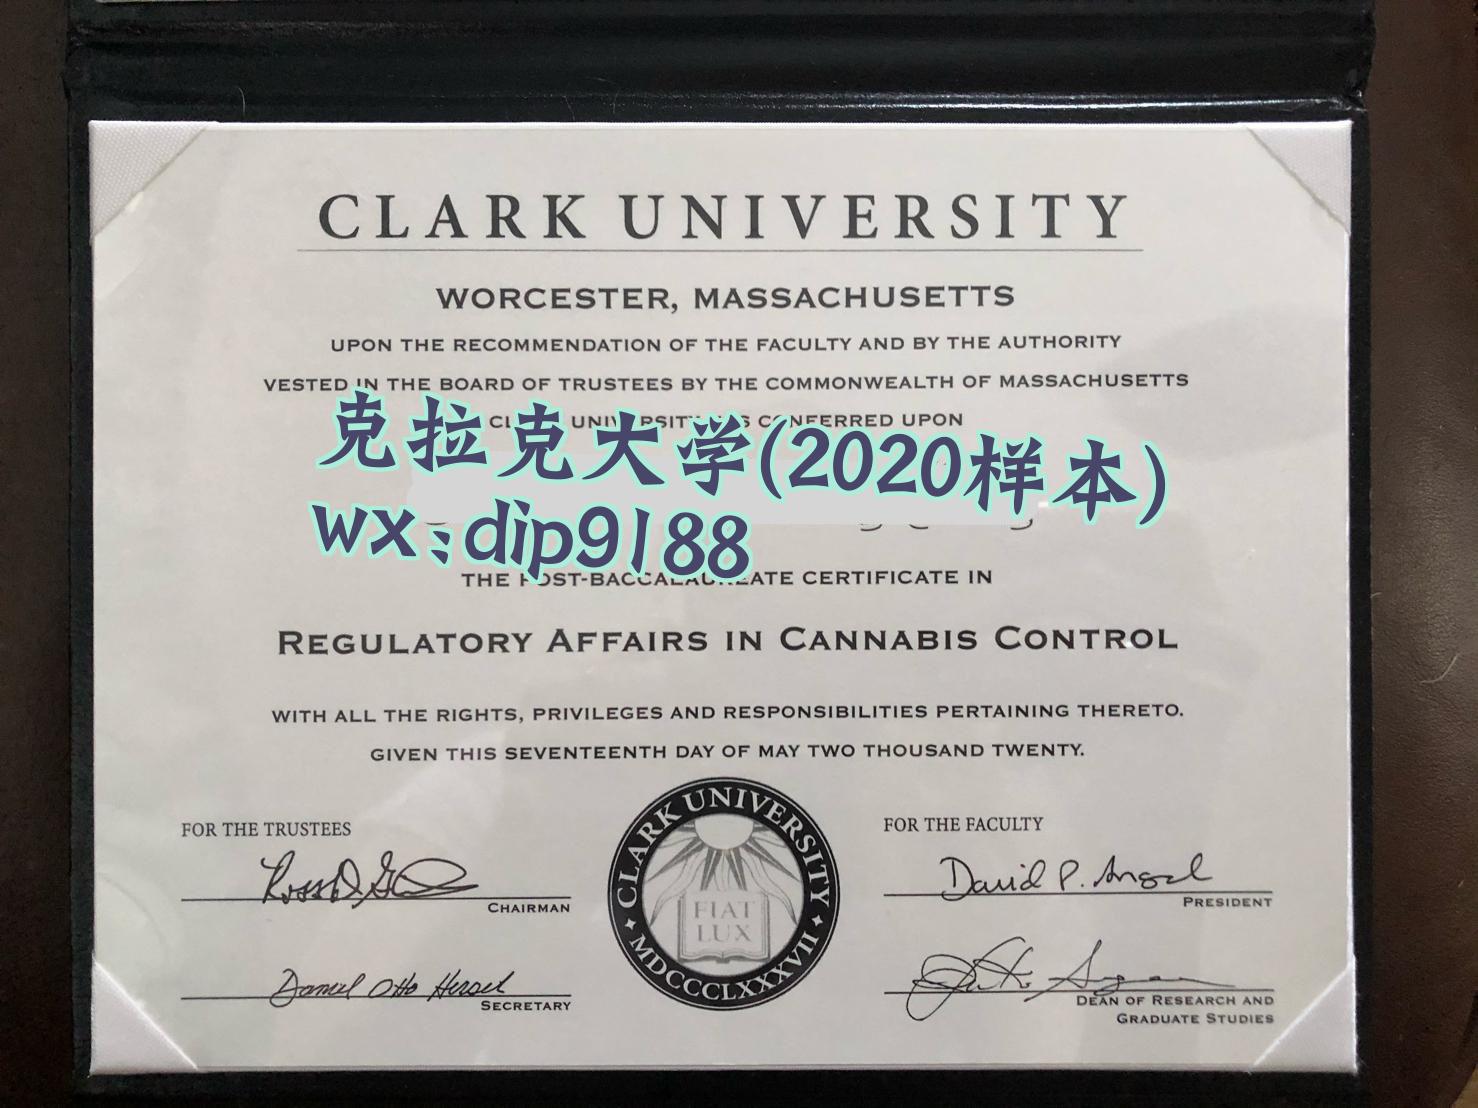 CLARK UNIVERSITY
WORCESTER, MASSACHUSETTS
UPON THE RECOMMENDATION OF THE FACULTY AND BY THE AUTHORITY
VESTED IN THE BOARD OF TRUSTEES BY THE COMMONWEALTH OF MASSACHUSETTS
CONFERRED UPON
克拉克大学(2020样本)
wx:dip9188
THE POST-BACCALAUREATE CERTIFICATE IN
REGULATORY AFFAIRS IN CANNABIS CONTROL
WITH ALL THE RIGHTS, PRIVILEGES AND RESPONSIBILITIES PERTAINING THERETO.
GIVEN THIS SEVENTEENTH DAY OF MAY TWO THOUSAND TWENTY.
FOR THE TRUSTEES
CHAIRMAN
SECRETARY
CLARK UNIVERSITY
FIAT
LUX
MDCCCLXXXVII
FOR THE FACULTY
David P. Angel
PRESIDENT
DEAN OF RESEARCH AND
GRADUATE STUDIES